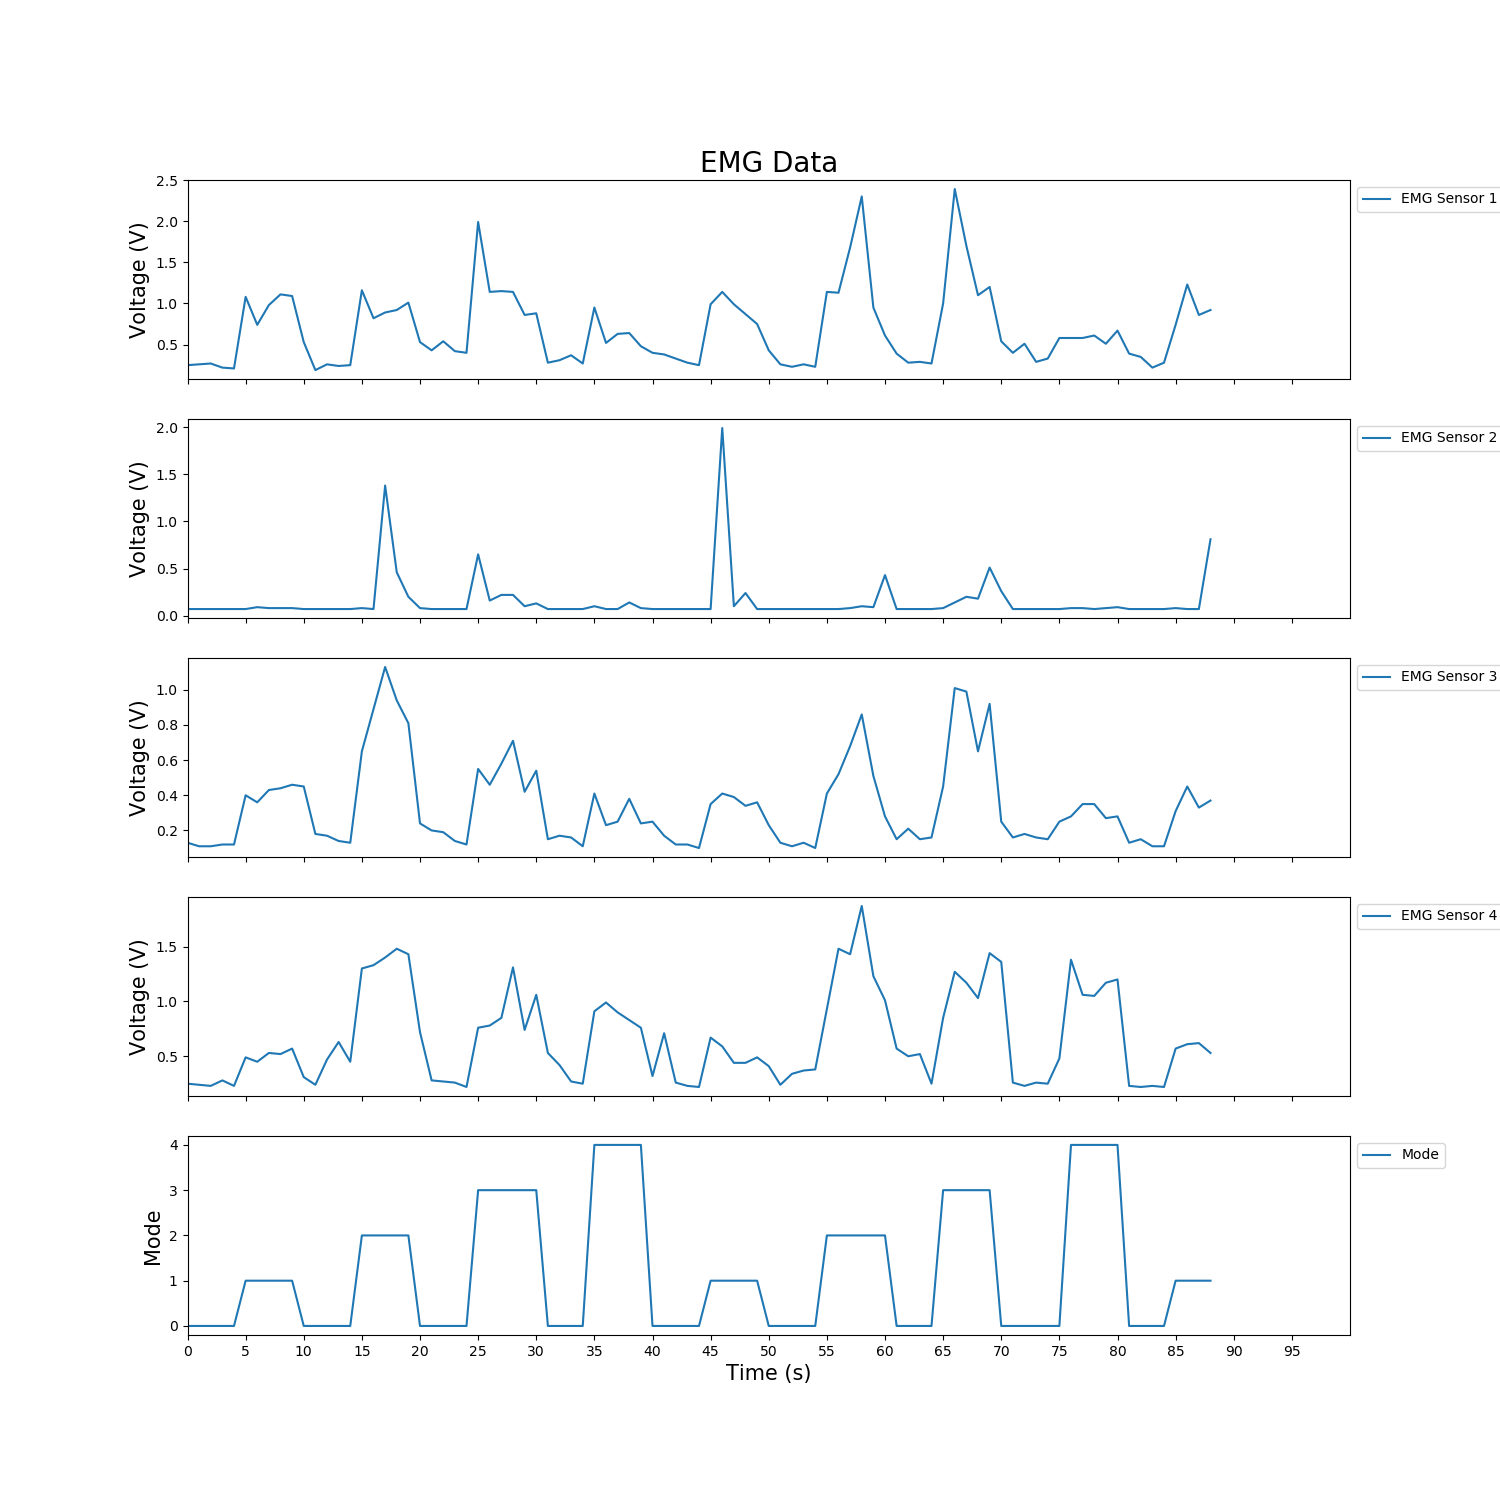 EMG Data
2.5
2.0
1.5
1.0
0.5
Voltage (V)
EMG Sensor 1
2.0
1.5
1.0
0.5
0.0
Voltage (V)
EMG Sensor 2
1.0
0.8
0.6
0.4
0.2
Voltage (V)
EMG Sensor 3
1.5
1.0
0.5
Voltage (V)
EMG Sensor 4
4
3
2
1
0
Mode
Mode
0 5 10 15 20 25 30 35 40 45 50 55 60 65 70 75 80 85 90 95
Time (s)